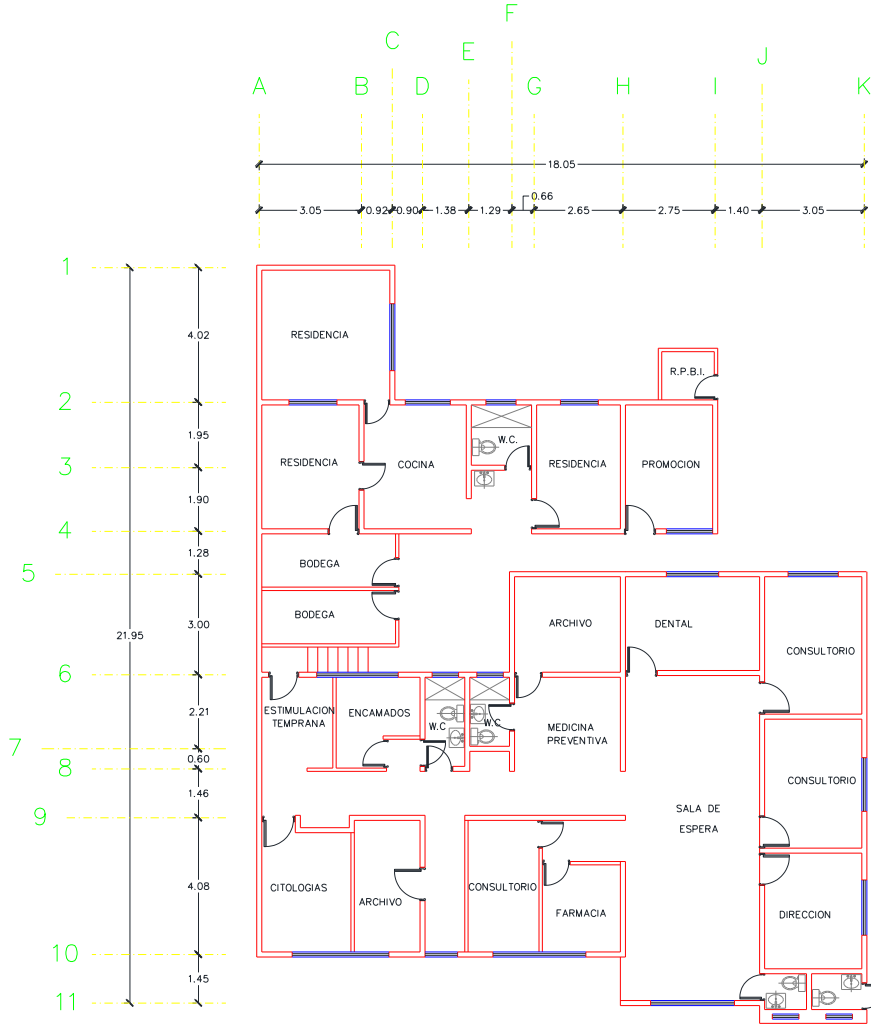 F
C
E
J
A
B
D
G
H
I
K
18.05
0.66
3.05
0.92
0.90
1.38
1.29
2.65
2.75
1.40
3.05
1
4.02
RESIDENCIA
R.P.B.I.
2
1.95
W.C.
3
RESIDENCIA
COCINA
RESIDENCIA
PROMOCION
1.90
4
1.28
BODEGA
5
BODEGA
ARCHIVO
DENTAL
3.00
21.95
CONSULTORIO
6
ESTIMULACION
TEMPRANA
ENCAMADOS
2.21
W.C
W.C
MEDICINA
PREVENTIVA
7
0.60
8
CONSULTORIO
1.46
SALA DE
ESPERA
9
4.08
CITOLOGIAS
ARCHIVO
CONSULTORIO
FARMACIA
DIRECCION
10
1.45
11